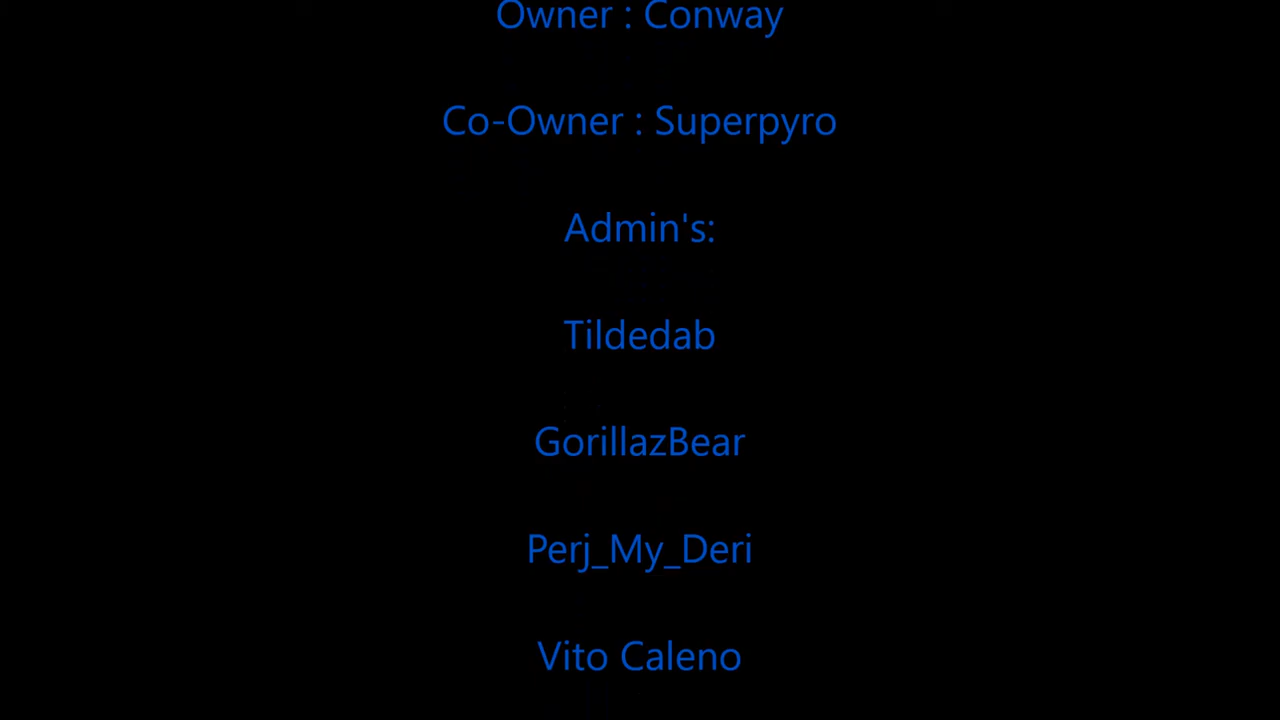 Owner : Conway
Co-Owner : Superpyro
Admin's:
Tildedab
GorillazBear
Perj_My_Deri
Vito Caleno